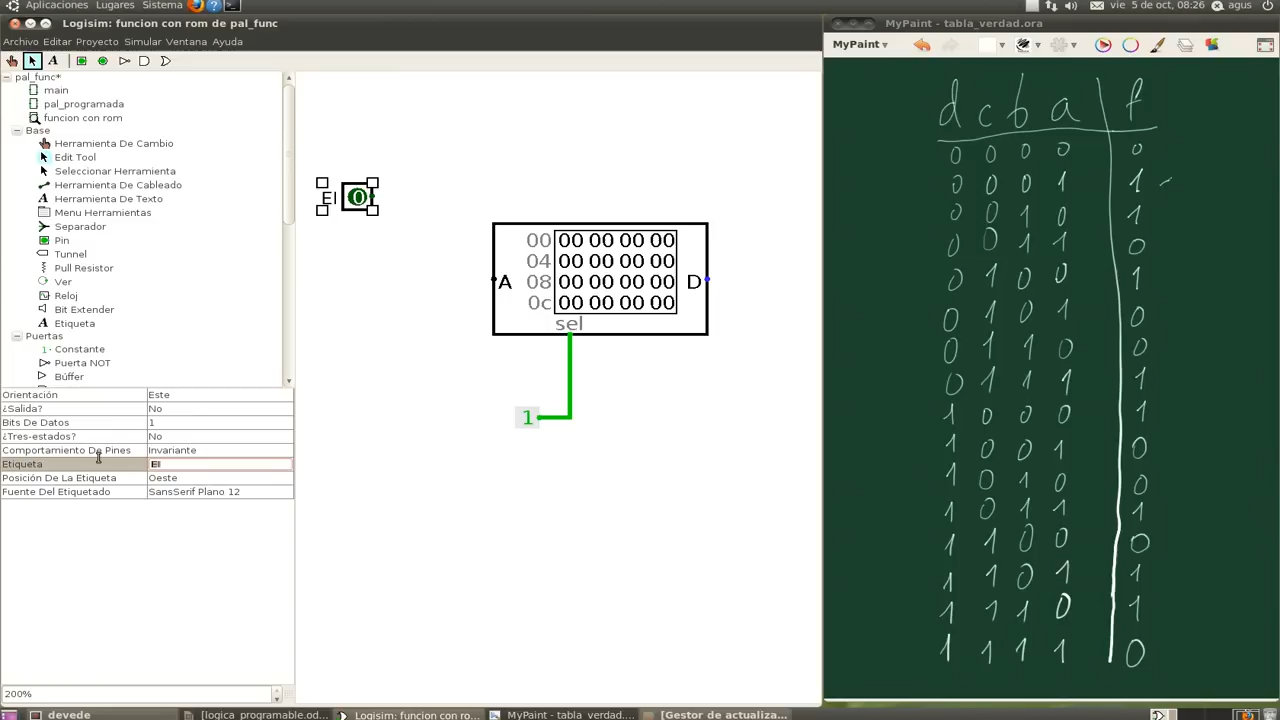 Aplicaciones Lugares Sistema
vie 5 de oct, 08:26 agus
Logisim: funcion con rom de pal_func
Archivo Editar Proyecto Simular Ventana Ayuda
pal_func*
main
pal_programada
funcion con rom
Base
Herramienta De Cambio
Edit Tool
Seleccionar Herramienta
Herramienta De Cableado
Herramienta De Texto
Menu Herramientas
Separador
Pin
Tunnel
Pull Resistor
Ver
Reloj
Bit Extender
Etiqueta
Puertas
Constante
Puerta NOT
Búffer
Orientación Este
¿Salida? No
Bits De Datos 1
¿Tres-estados? No
Comportamiento De Pines Invariante
Etiqueta El
Posición De La Etiqueta Oeste
Fuente Del Etiquetado SansSerif Plano 12
200%
El 0
00 00 00 00 00
04 00 00 00 00
A 08 00 00 00 00 D
0c 00 00 00 00
sel
1
MyPaint - tabla_verdad.ora
MyPaint
d c b a f
0 0 0 0 0
0 0 0 1 1
0 0 1 0 1
0 0 1 1 0
0 1 0 0 1
0 1 0 1 0
0 1 1 0 0
0 1 1 1 1
1 0 0 0 1
1 0 0 1 0
1 0 1 0 0
1 0 1 1 1
1 1 0 0 0
1 1 0 1 1
1 1 1 0 1
1 1 1 1 0
devede
[logica_programable.od...
Logisim: funcion con ro...
MyPaint - tabla_verdad....
[Gestor de actualiza...